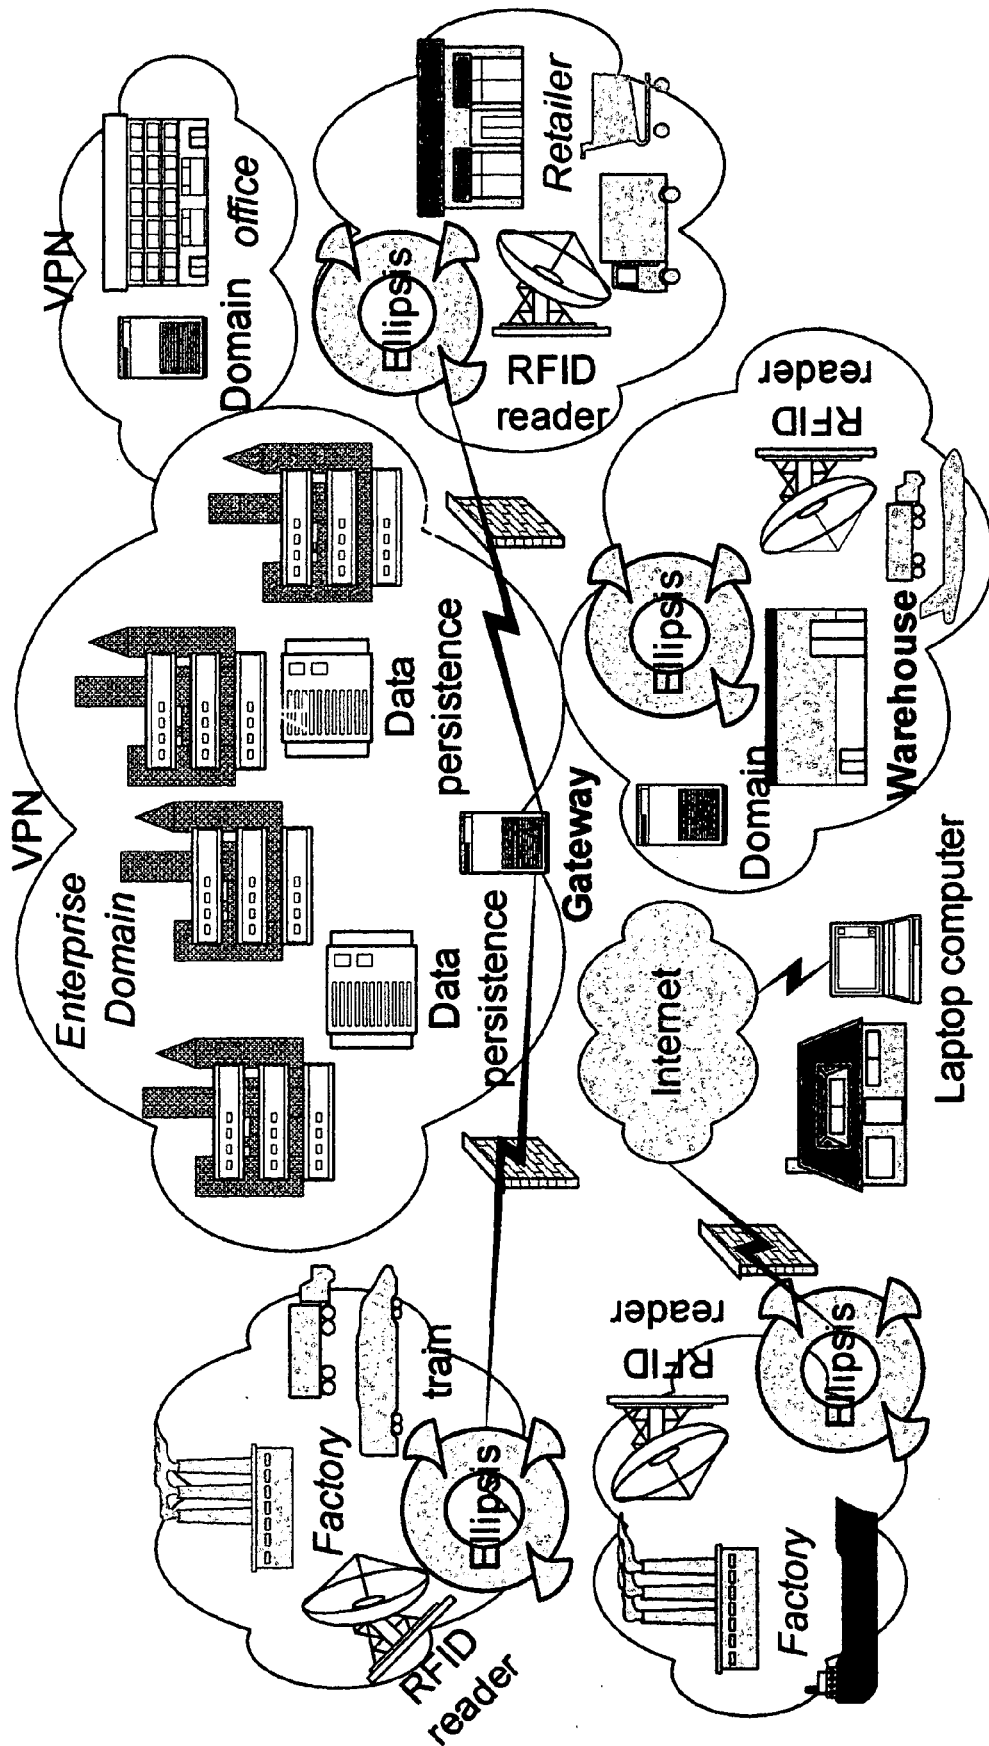 VPN
Enterprise
Domain
Data
persistence
Data
persistence
Gateway
VPN
Domain
office
Factory
train
RFID
reader
Ellipsis
Ellipsis
RFID
reader
Retailer
Factory
RFID
reader
Ellipsis
Internet
Laptop computer
Domain
Ellipsis
Warehouse
RFID
reader